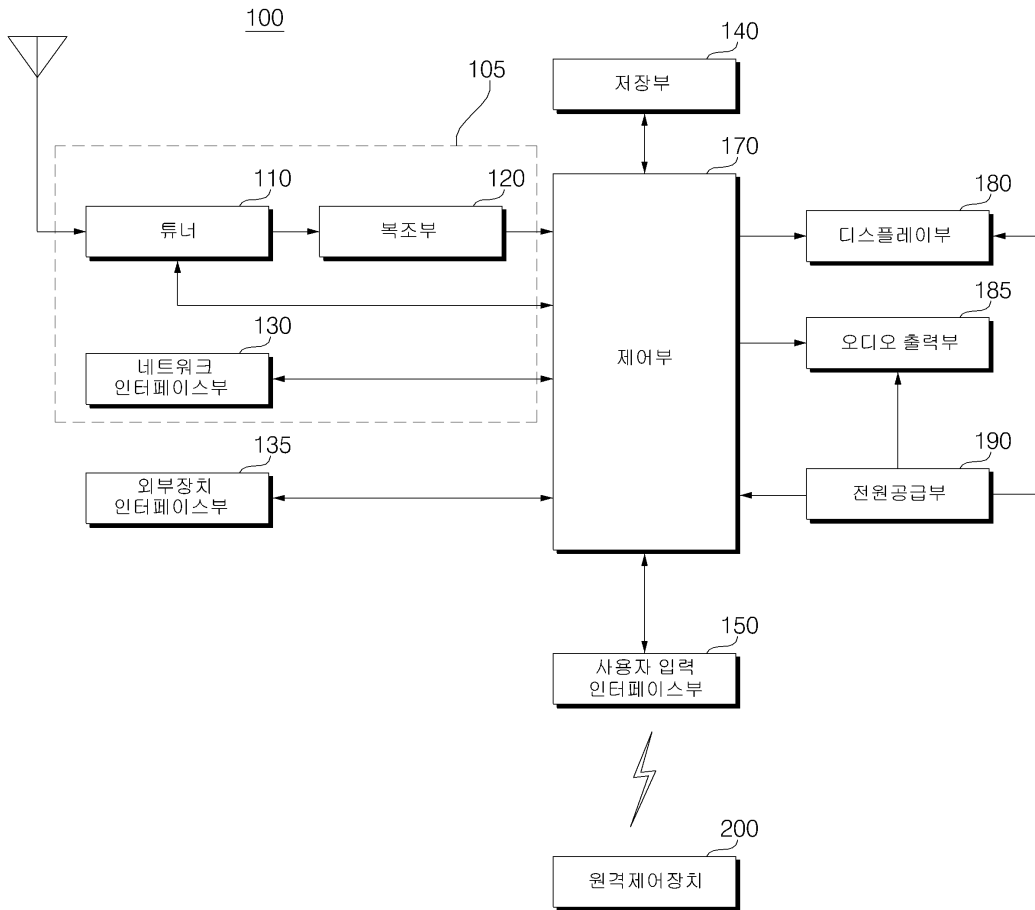 100
140
저장부
105
170
110
튜너
120
복조부
180
디스플레이부
185
오디오 출력부
제어부
130
네트워크
인터페이스부
135
외부장치
인터페이스부
190
전원공급부
150
사용자 입력
인터페이스부
200
원격제어장치